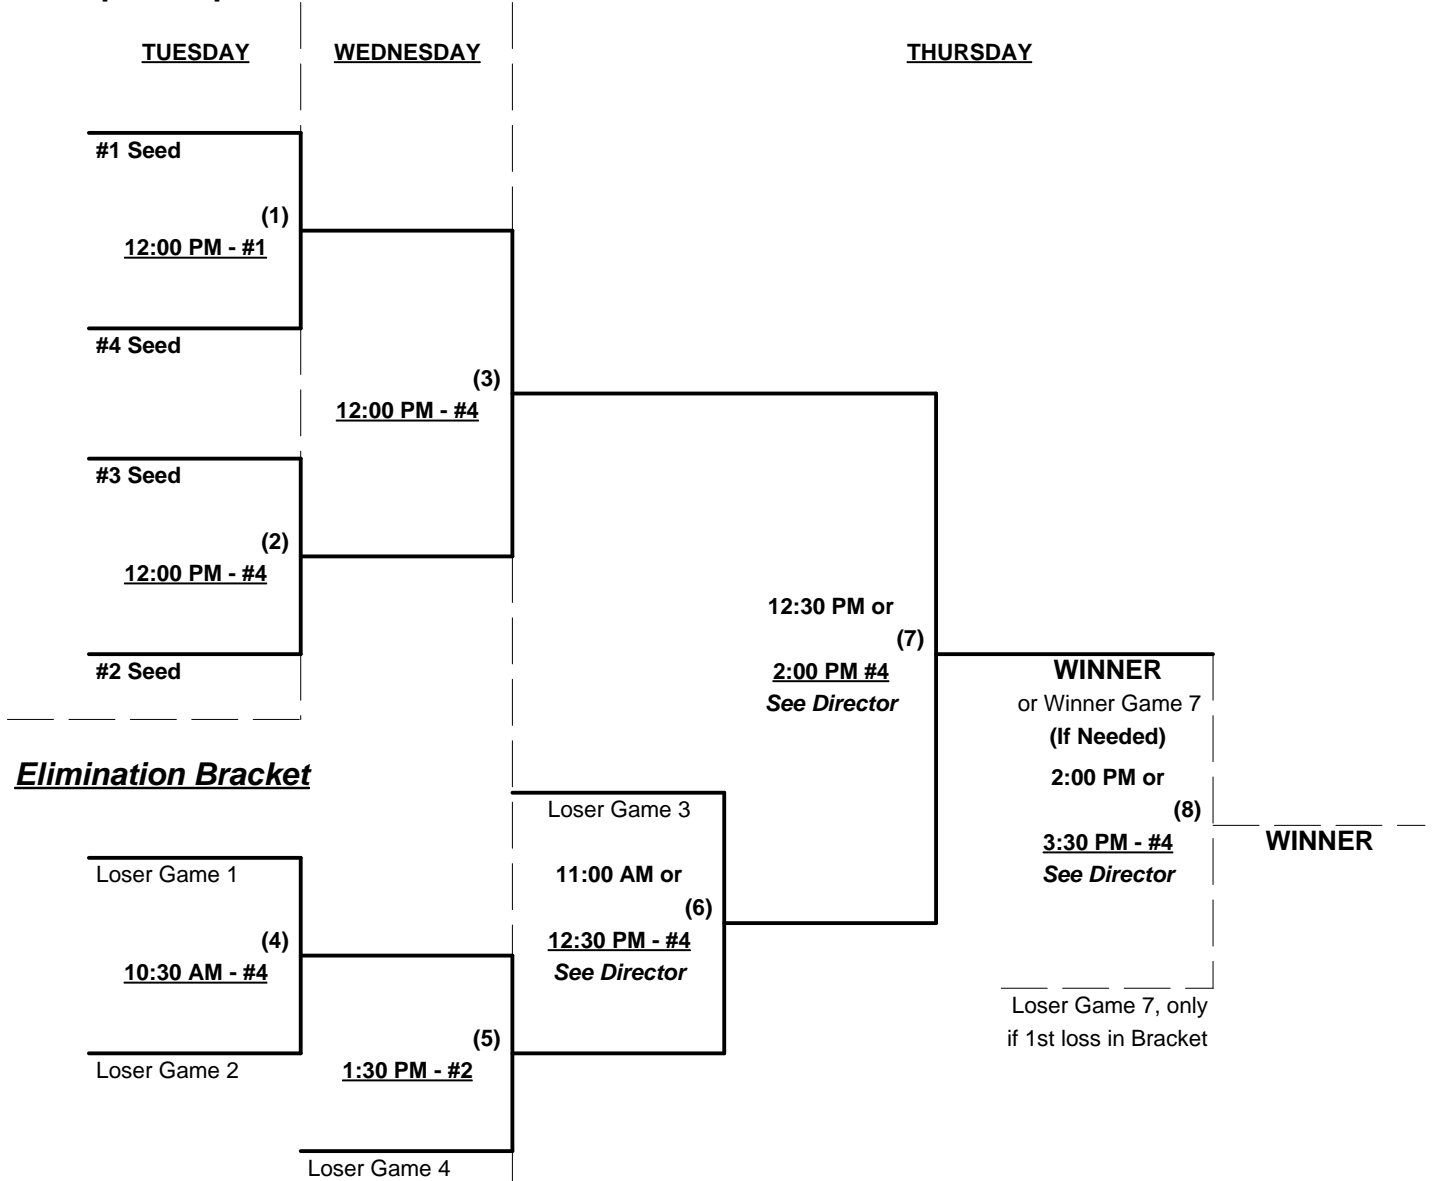 TUESDAY
WEDNESDAY
THURSDAY
#1 Seed
(1)
12:00 PM - #1
#4 Seed
(3)
12:00 PM - #4
#3 Seed
(2)
12:00 PM - #4
#2 Seed
12:30 PM or
(7)
2:00 PM #4
See Director
WINNER
or Winner Game 7
(If Needed)
2:00 PM or
(8)
3:30 PM - #4
See Director
WINNER
Loser Game 7, only
if 1st loss in Bracket
Elimination Bracket
Loser Game 3
11:00 AM or
(6)
12:30 PM - #4
See Director
Loser Game 1
(4)
10:30 AM - #4
Loser Game 2
(5)
1:30 PM - #2
Loser Game 4